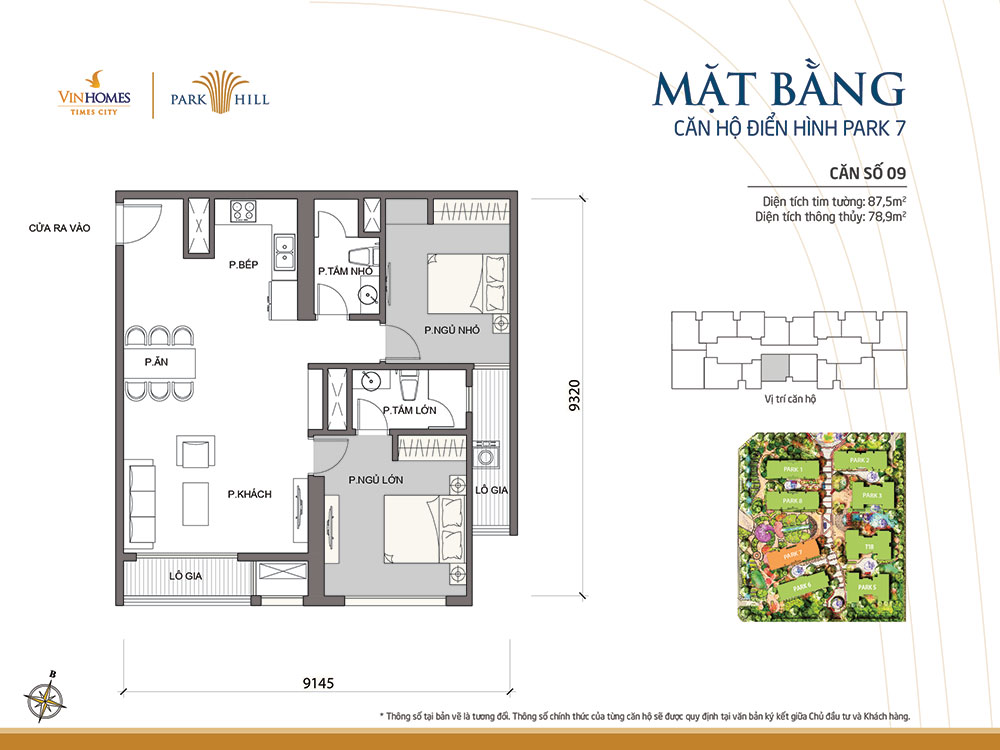 VINHOMES
TIMES CITY
PARK HILL
MẶT BẰNG
CĂN HỘ ĐIỂN HÌNH PARK 7
CĂN SỐ 09
Diện tích tim tường: 87,5m²
Diện tích thông thủy: 78,9m²
CỬA RA VÀO
P.BẾP
P.TẮM NHỎ
P.NGỦ NHỎ
P.ĂN
P.TẮM LỚN
P.NGỦ LỚN
P.KHÁCH
LÔ GIA
LÔ GIA
9320
9145
Vị trí căn hộ
PARK 1
PARK 2
PARK 8
PARK 3
PARK 7
T18
PARK 6
PARK 5
B
* Thông số tại bản vẽ là tương đối. Thông số chính thức của từng căn hộ sẽ được quy định tại văn bản ký kết giữa Chủ đầu tư và Khách hàng.